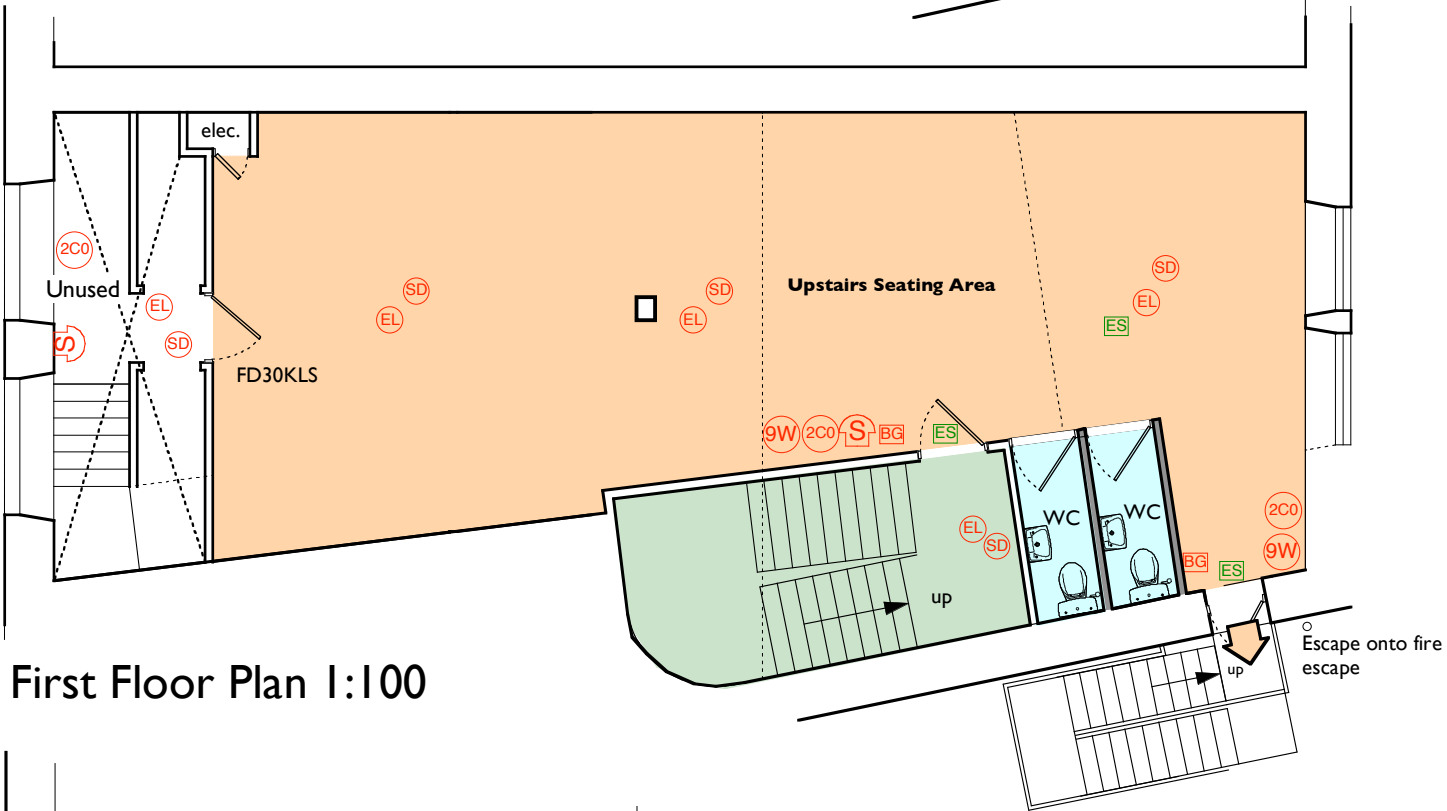 elec.
2C0
Unused
EL
SD
S
FD30KLS
SD
EL
SD
EL
Upstairs Seating Area
SD
EL
ES
9W
2C0
S
BG
ES
EL
SD
WC
WC
up
2C0
9W
BG
ES
Escape onto fire
escape
up
First Floor Plan 1:100